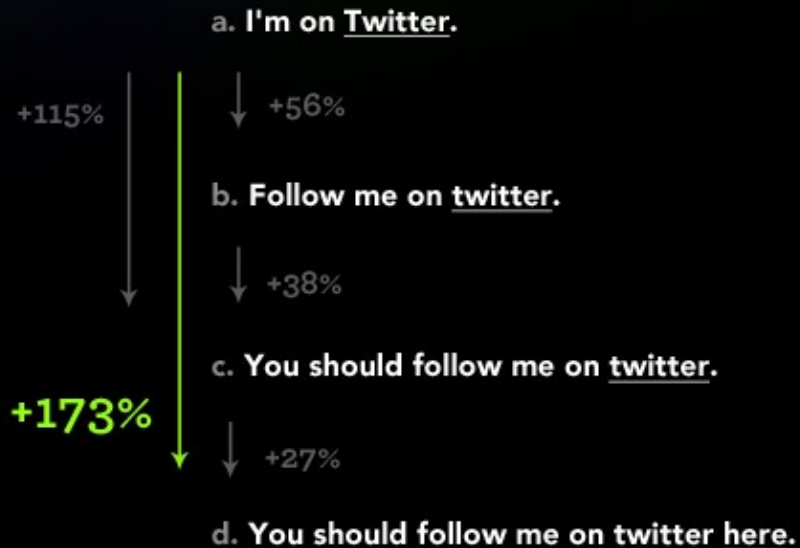 a. I'm on Twitter.
+115%
+56%
b. Follow me on twitter.
+38%
c. You should follow me on twitter.
+173%
+27%
d. You should follow me on twitter here.